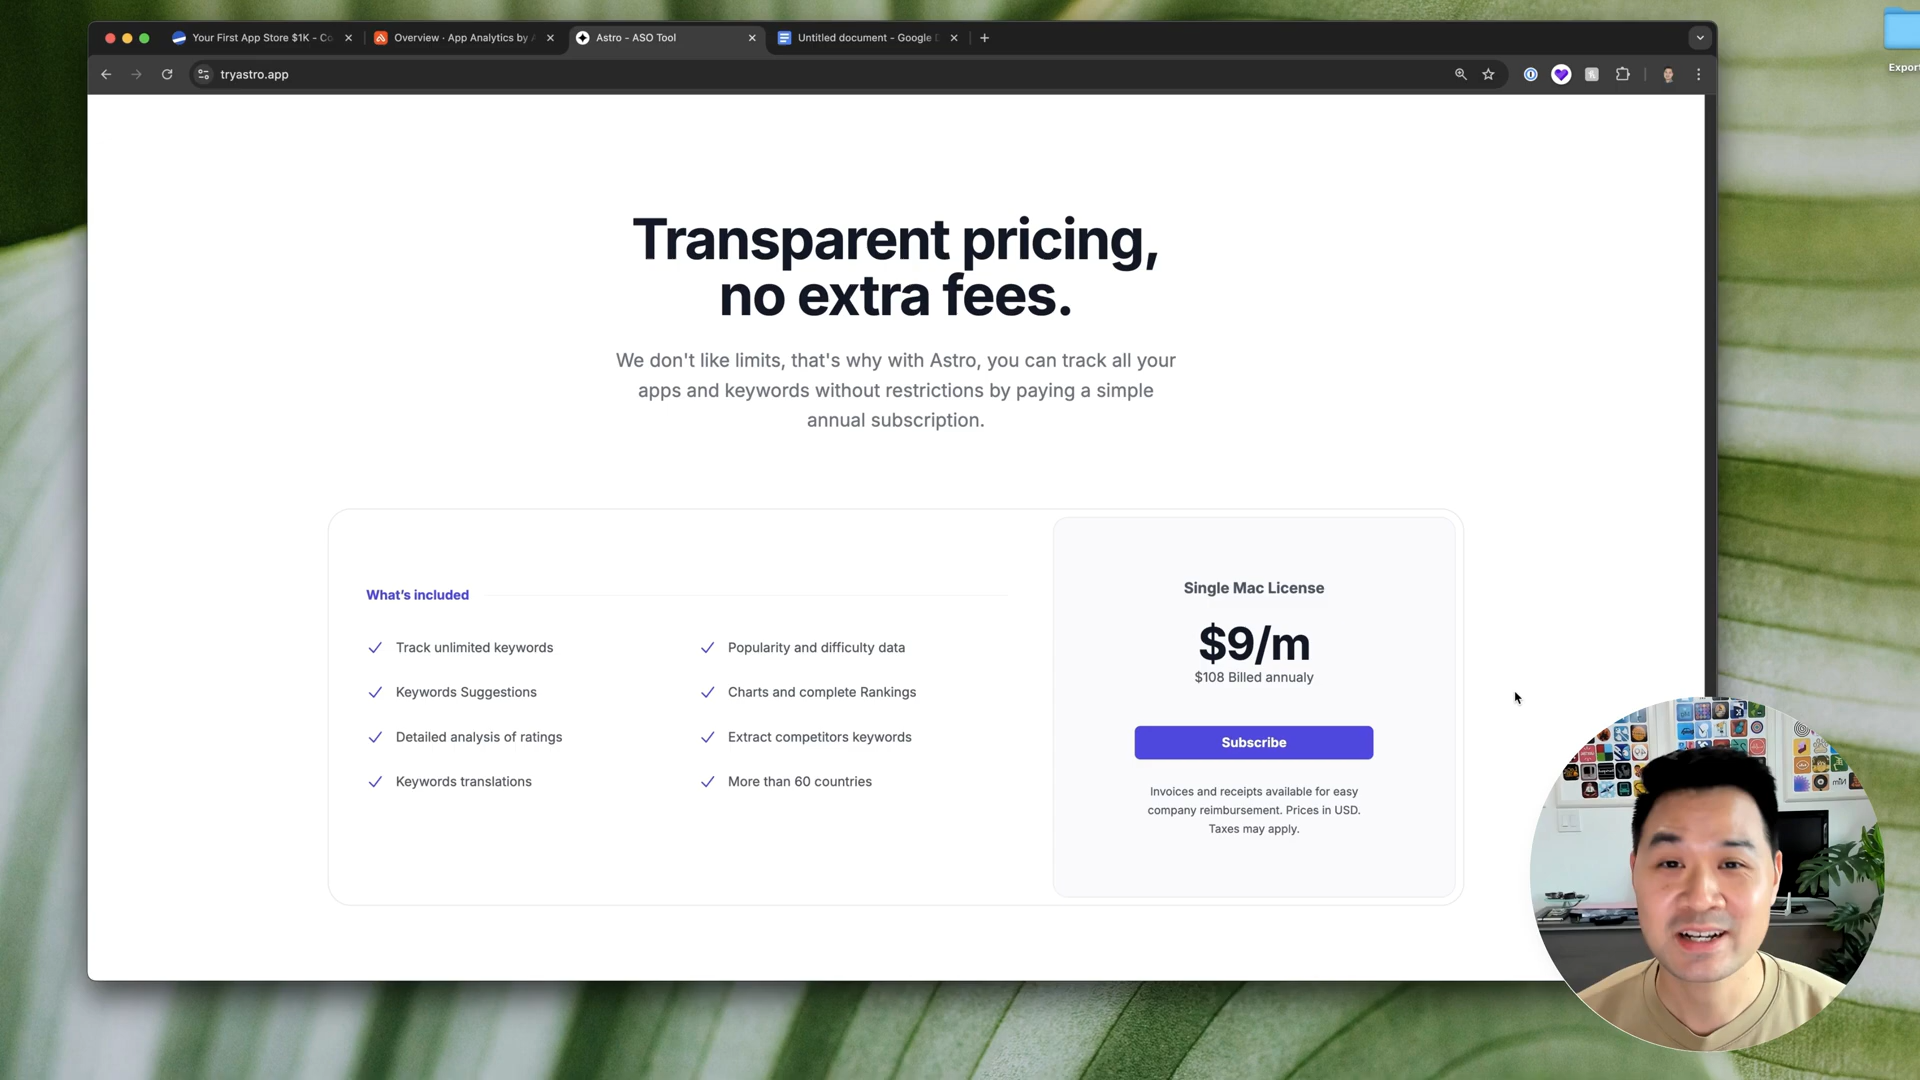 Your First App Store $1K - Co
Overview · App Analytics by A
Astro - ASO Tool
Untitled document - Google D
tryastro.app
Export
Transparent pricing,
no extra fees.
We don't like limits, that's why with Astro, you can track all your
apps and keywords without restrictions by paying a simple
annual subscription.
What's included
Track unlimited keywords
Popularity and difficulty data
Keywords Suggestions
Charts and complete Rankings
Detailed analysis of ratings
Extract competitors keywords
Keywords translations
More than 60 countries
Single Mac License
$9/m
$108 Billed annualy
Subscribe
Invoices and receipts available for easy
company reimbursement. Prices in USD.
Taxes may apply.